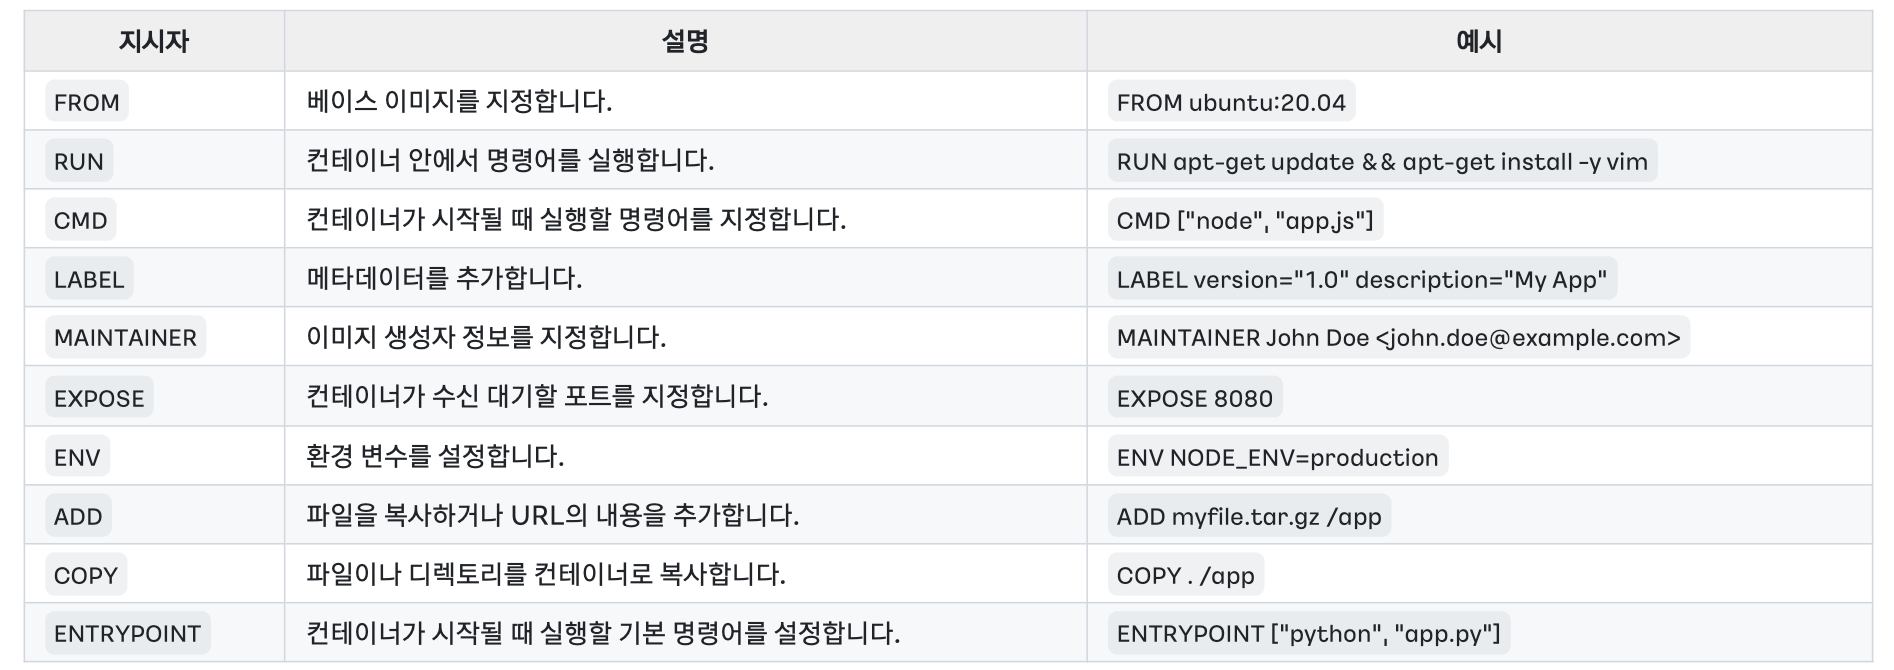 지시자 설명 예시
FROM 베이스 이미지를 지정합니다. FROM ubuntu:20.04
RUN 컨테이너 안에서 명령어를 실행합니다. RUN apt-get update && apt-get install -y vim
CMD 컨테이너가 시작될 때 실행할 명령어를 지정합니다. CMD ["node", "app.js"]
LABEL 메타데이터를 추가합니다. LABEL version="1.0" description="My App"
MAINTAINER 이미지 생성자 정보를 지정합니다. MAINTAINER John Doe <john.doe@example.com>
EXPOSE 컨테이너가 수신 대기할 포트를 지정합니다. EXPOSE 8080
ENV 환경 변수를 설정합니다. ENV NODE_ENV=production
ADD 파일을 복사하거나 URL의 내용을 추가합니다. ADD myfile.tar.gz /app
COPY 파일이나 디렉토리를 컨테이너로 복사합니다. COPY . /app
ENTRYPOINT 컨테이너가 시작될 때 실행할 기본 명령어를 설정합니다. ENTRYPOINT ["python", "app.py"]